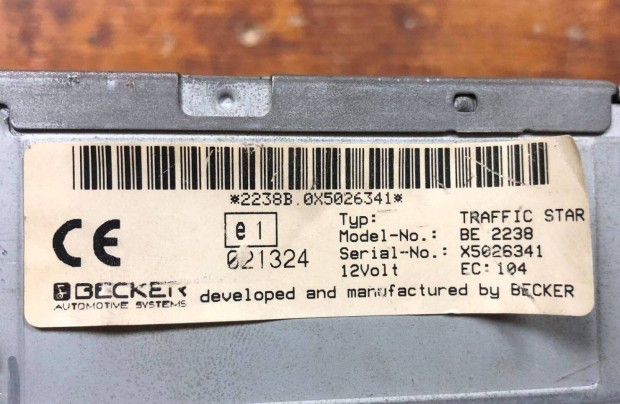 *2238B.0X5026341*
CE
e1
021324
Typ: TRAFFIC STAR
Model-No.: BE 2238
Serial-No.: X5026341
12Volt EC: 104
BECKER
AUTOMOTIVE SYSTEMS
developed and manufactured by BECKER